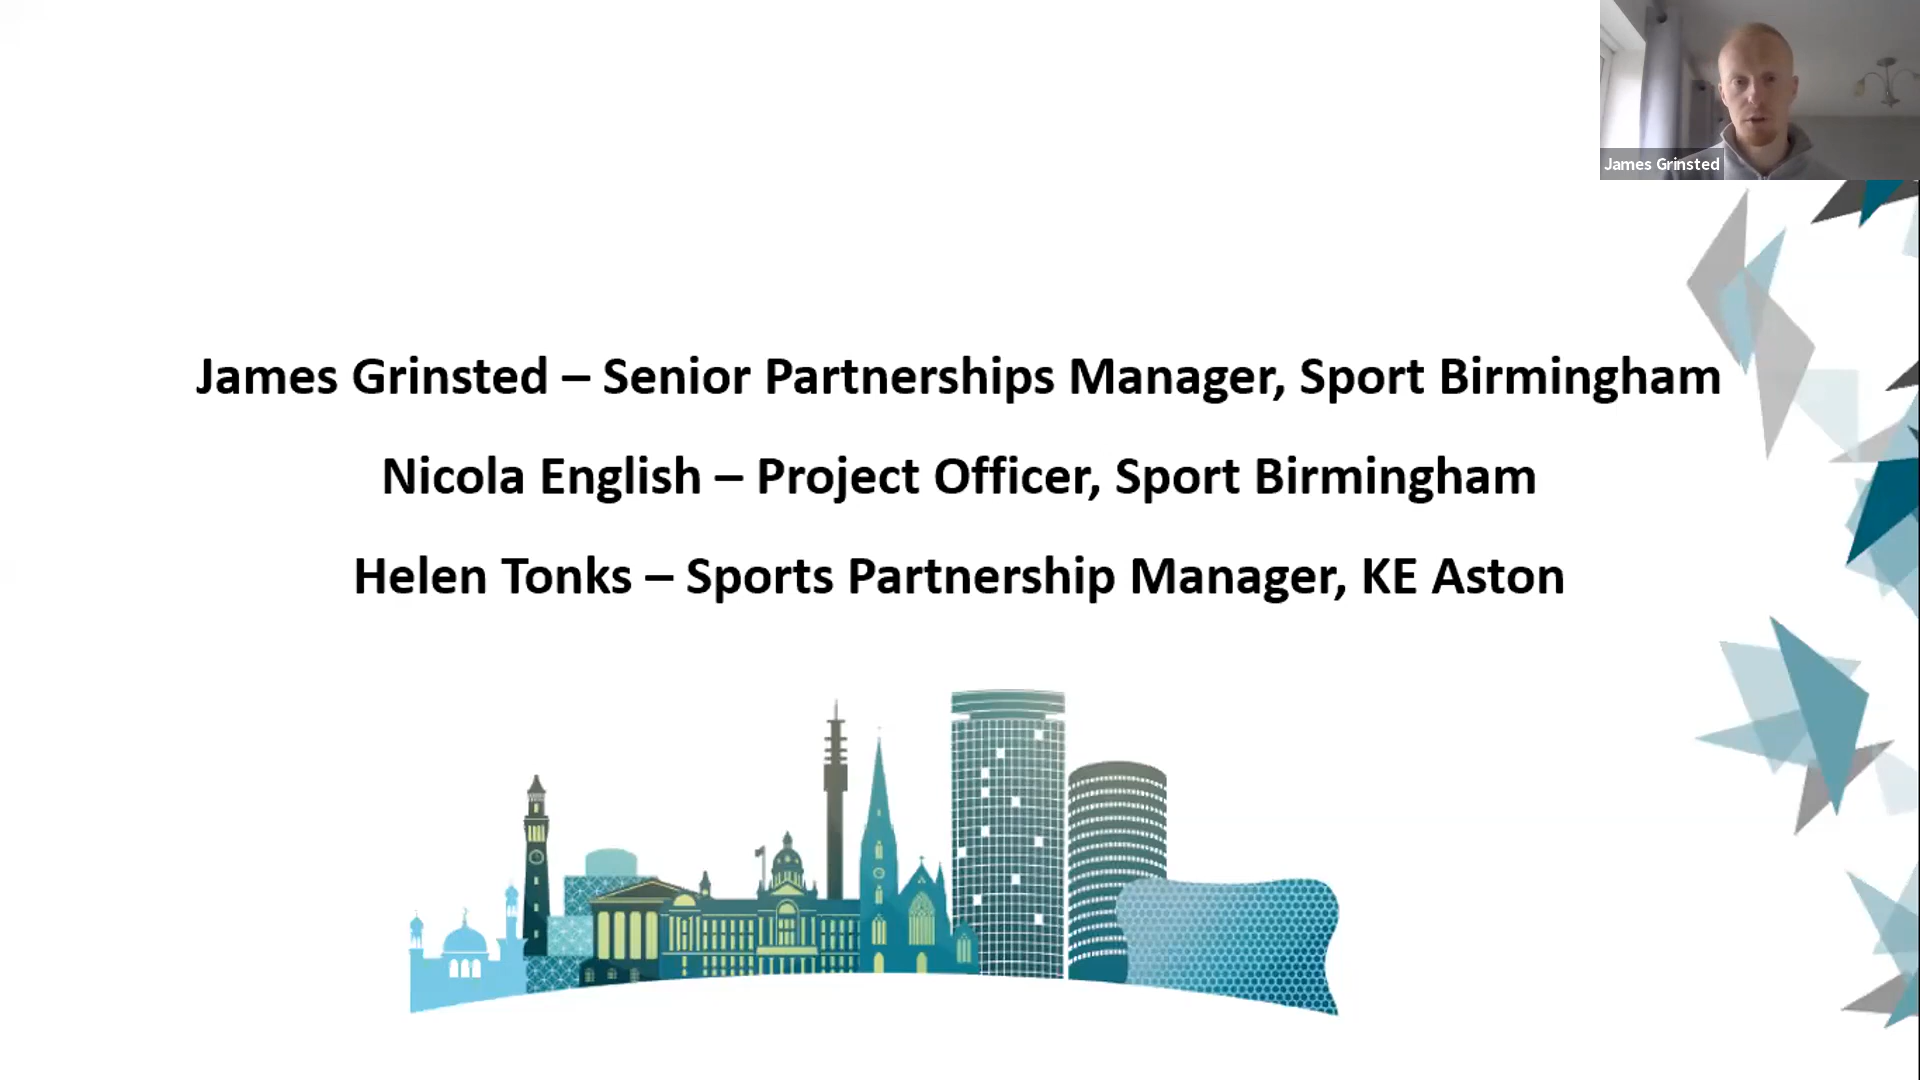 James Grinsted
James Grinsted – Senior Partnerships Manager, Sport Birmingham
Nicola English – Project Officer, Sport Birmingham
Helen Tonks – Sports Partnership Manager, KE Aston